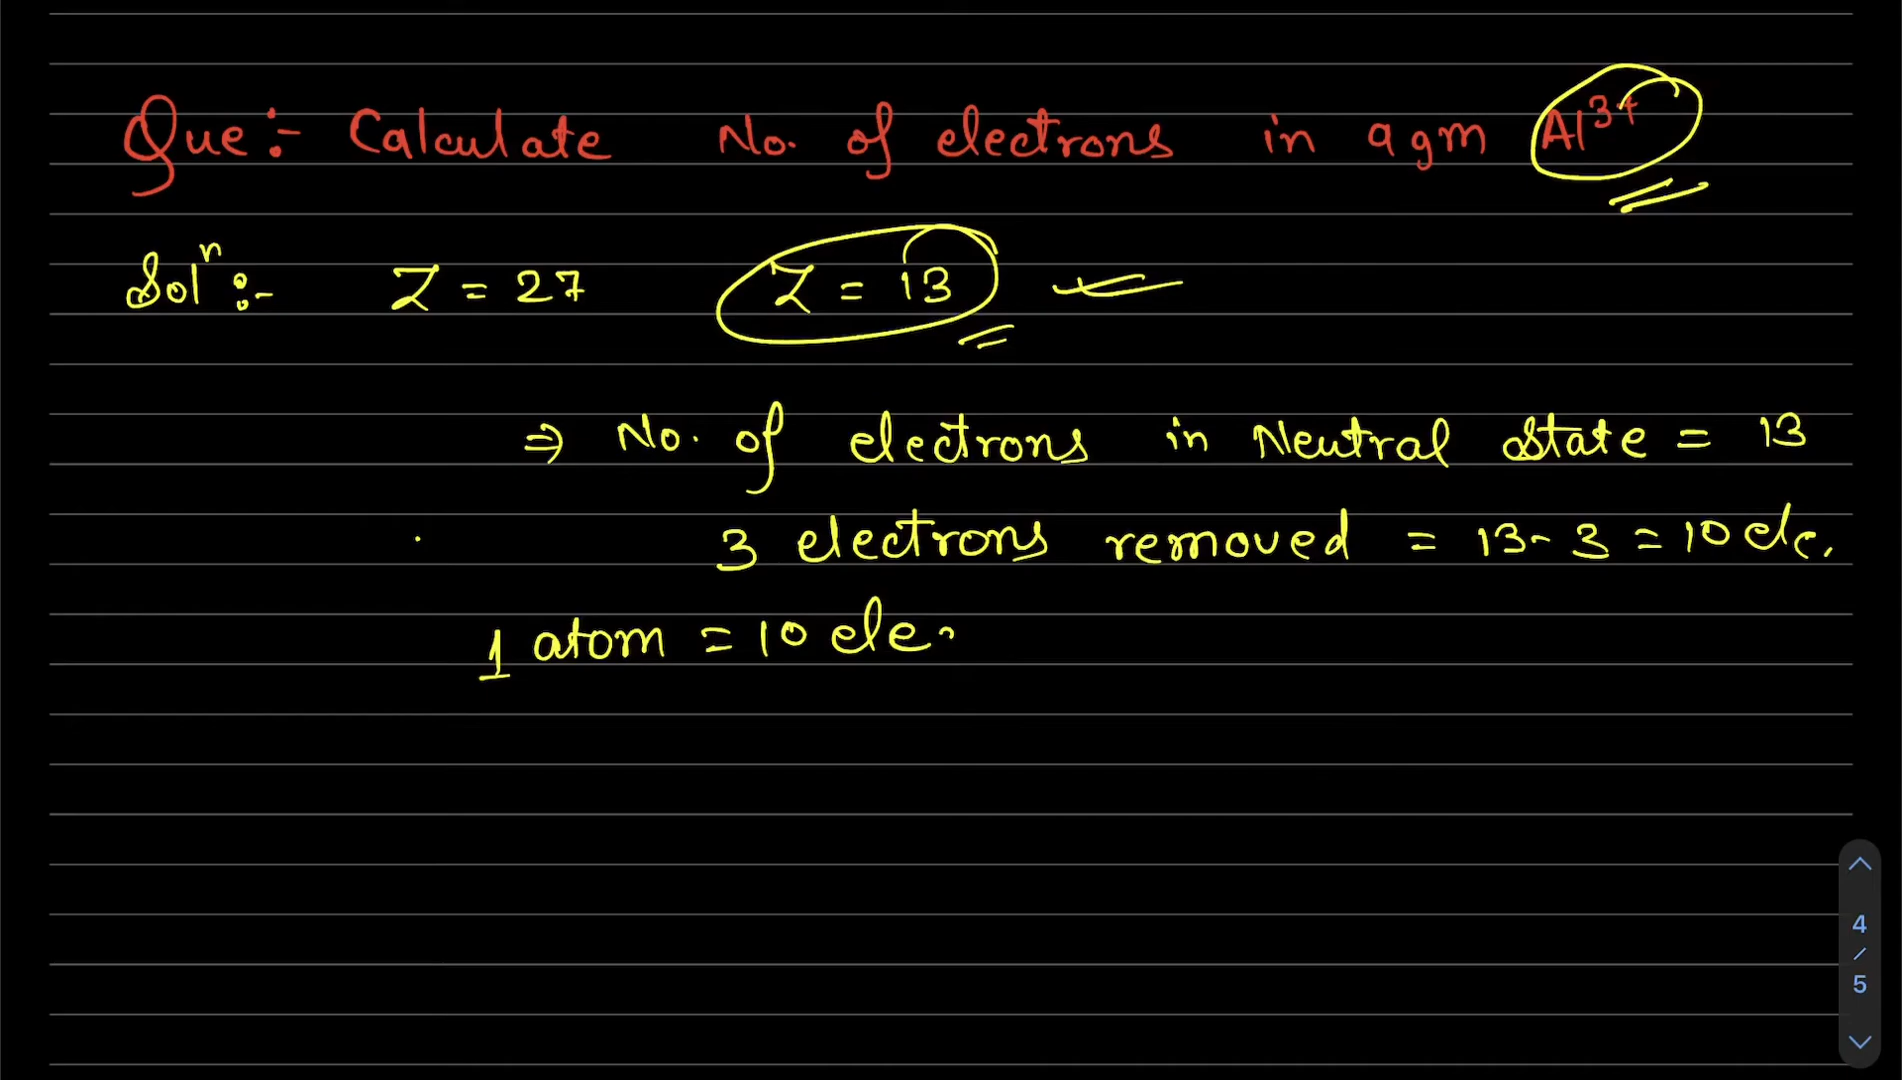 Que:- Calculate No. of electrons in 9 gm Al3+
Soln:- Z = 27 Z = 13
⇒ No. of electrons in Neutral State = 13
3 electrons removed = 13-3 = 10 ele.
1 atom = 10 ele.
4
/
5